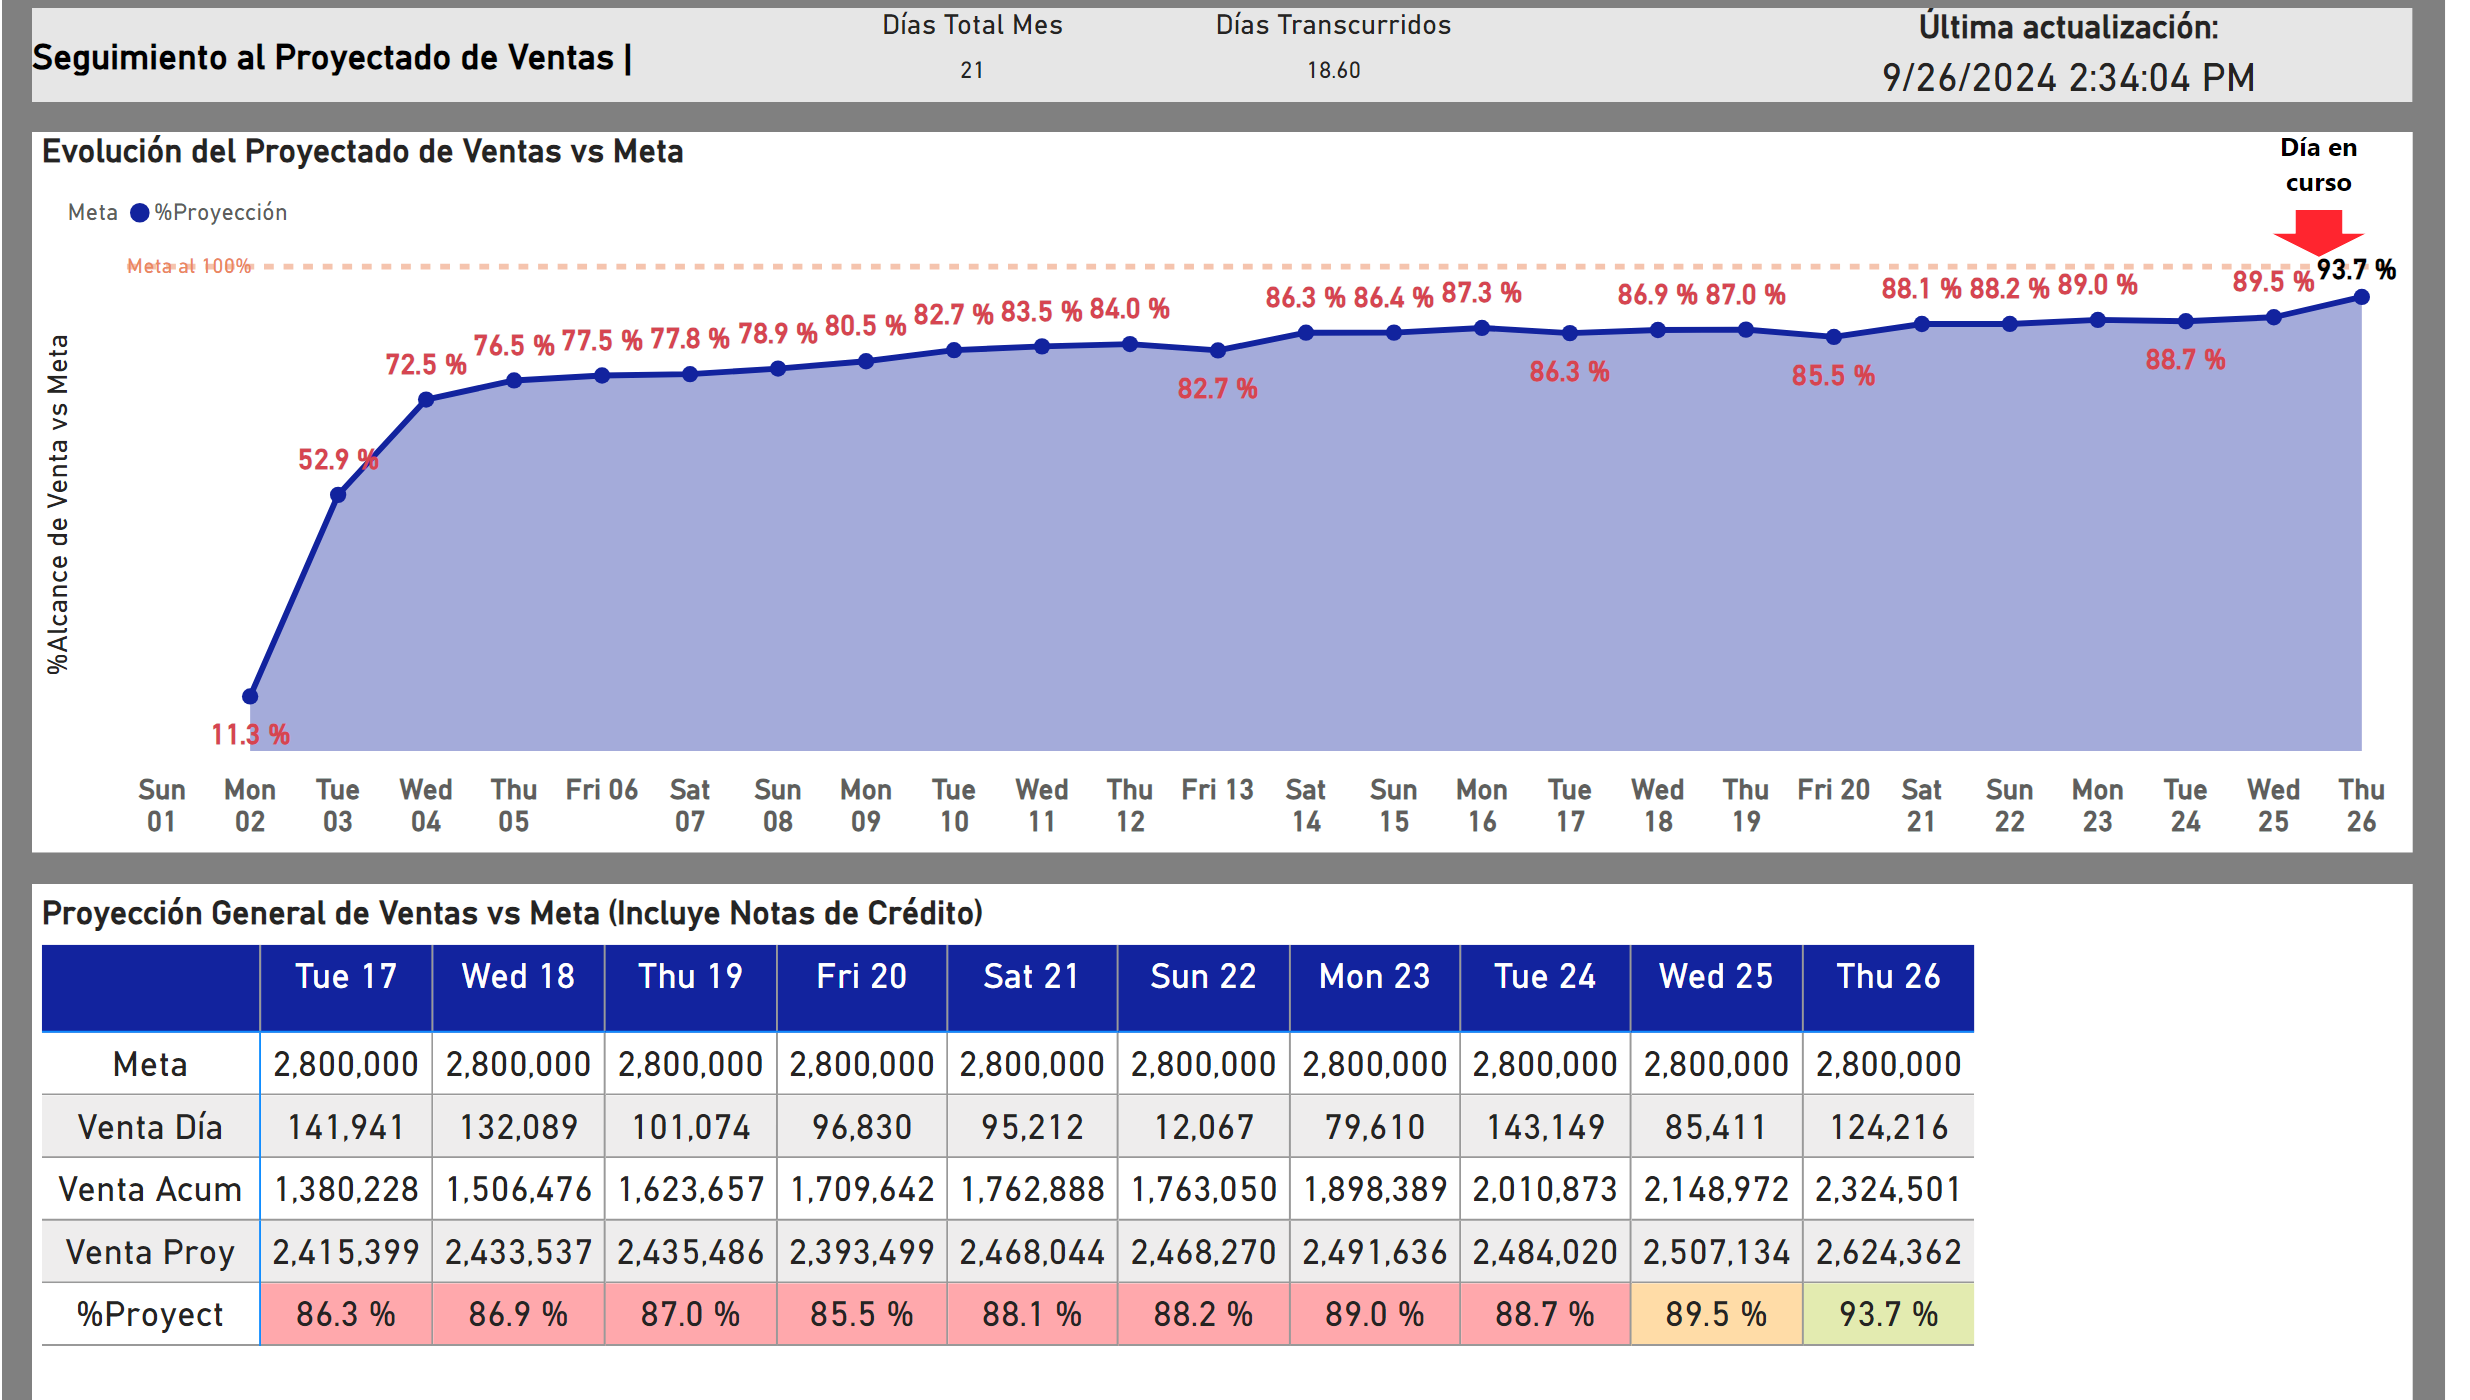 Seguimiento al Proyectado de Ventas |
Días Total Mes
21
Días Transcurridos
18.60
Última actualización:
9/26/2024 2:34:04 PM
Evolución del Proyectado de Ventas vs Meta
Día en
curso
Meta %Proyección
Meta al 100%
%Alcance de Venta vs Meta
11.3 % 52.9 % 72.5 % 76.5 % 77.5 % 77.8 % 78.9 % 80.5 % 82.7 % 83.5 % 84.0 % 82.7 % 86.3 % 86.4 % 87.3 % 86.3 % 86.9 % 87.0 % 85.5 % 88.1 % 88.2 % 89.0 % 88.7 % 89.5 % 93.7 %
Sun Mon Tue Wed Thu Fri 06 Sat Sun Mon Tue Wed Thu Fri 13 Sat Sun Mon Tue Wed Thu Fri 20 Sat Sun Mon Tue Wed Thu
01 02 03 04 05 07 08 09 10 11 12 14 15 16 17 18 19 21 22 23 24 25 26
Proyección General de Ventas vs Meta (Incluye Notas de Crédito)
Tue 17 Wed 18 Thu 19 Fri 20 Sat 21 Sun 22 Mon 23 Tue 24 Wed 25 Thu 26
Meta 2,800,000 2,800,000 2,800,000 2,800,000 2,800,000 2,800,000 2,800,000 2,800,000 2,800,000 2,800,000
Venta Día 141,941 132,089 101,074 96,830 95,212 12,067 79,610 143,149 85,411 124,216
Venta Acum 1,380,228 1,506,476 1,623,657 1,709,642 1,762,888 1,763,050 1,898,389 2,010,873 2,148,972 2,324,501
Venta Proy 2,415,399 2,433,537 2,435,486 2,393,499 2,468,044 2,468,270 2,491,636 2,484,020 2,507,134 2,624,362
%Proyect 86.3 % 86.9 % 87.0 % 85.5 % 88.1 % 88.2 % 89.0 % 88.7 % 89.5 % 93.7 %